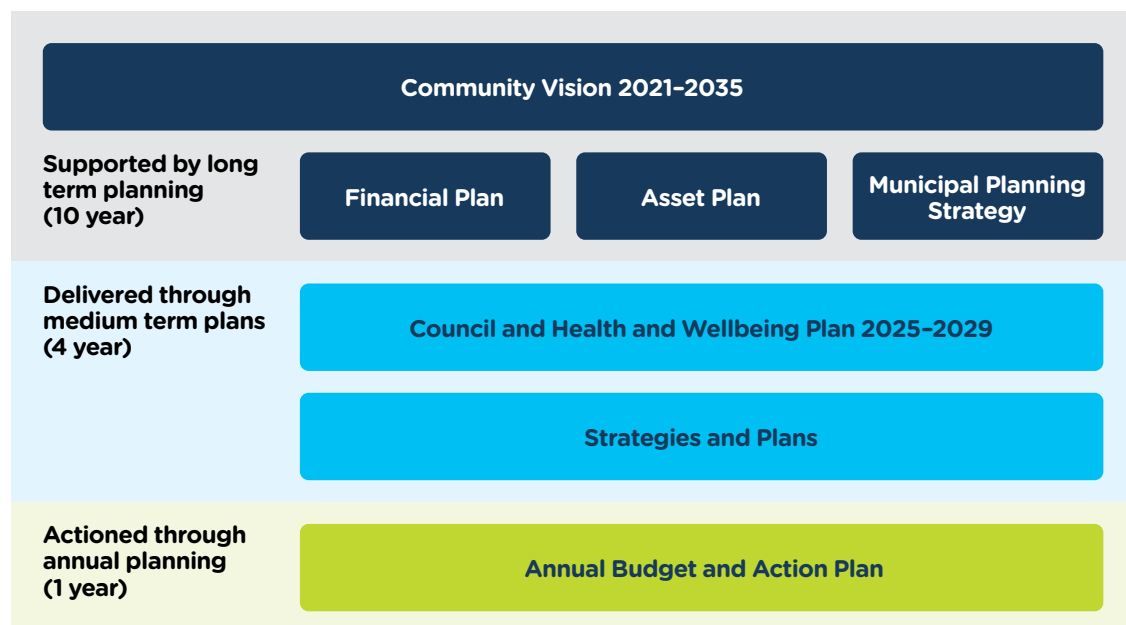 Community Vision 2021–2035
Supported by long
term planning
(10 year)
Financial Plan
Asset Plan
Municipal Planning
Strategy
Delivered through
medium term plans
(4 year)
Council and Health and Wellbeing Plan 2025–2029
Strategies and Plans
Actioned through
annual planning
(1 year)
Annual Budget and Action Plan